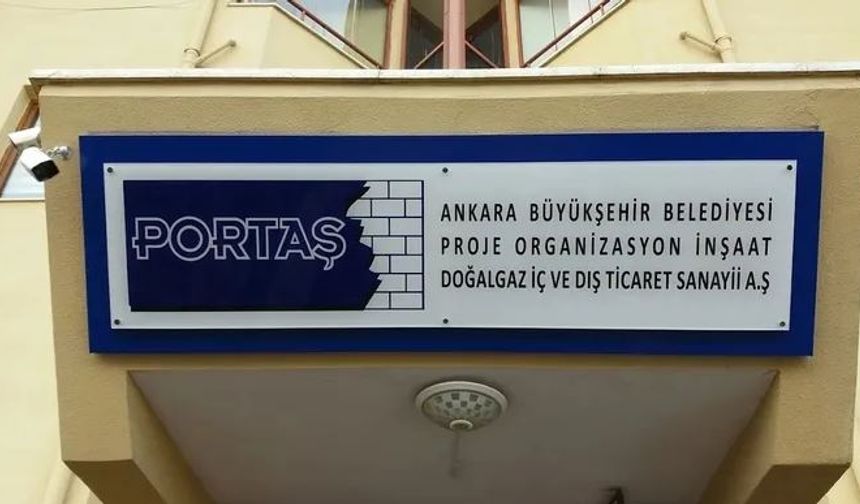 PORTAŞ
ANKARA BÜYÜKŞEHİR BELEDİYESİ
PROJE ORGANİZASYON İNŞAAT
DOĞALGAZ İÇ VE DIŞ TİCARET SANAYİİ A.Ş